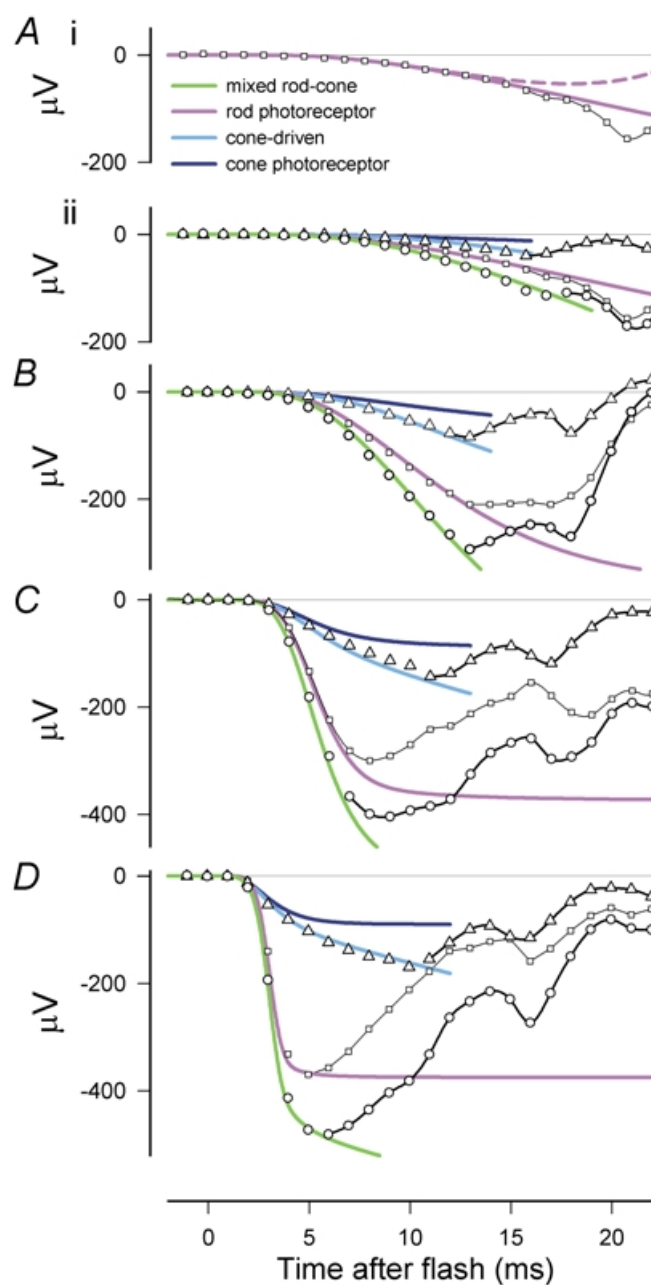 A i
0
μV
-200
mixed rod-cone
rod photoreceptor
cone-driven
cone photoreceptor
ii
0
μV
-200
B
0
μV
-200
C
0
μV
-200
-400
D
0
μV
-200
-400
0 5 10 15 20
Time after flash (ms)